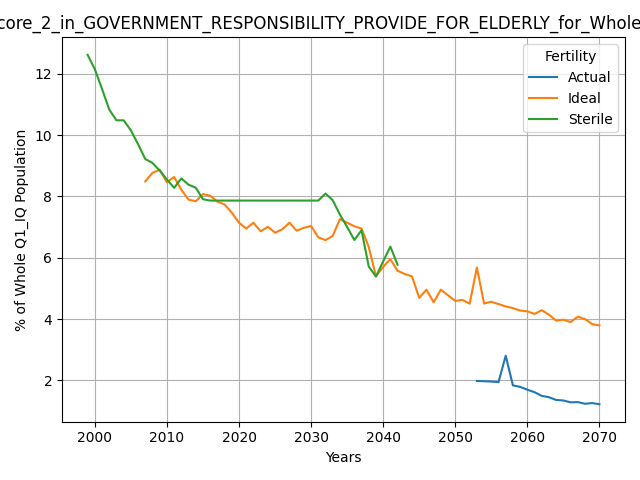 core_2_in_GOVERNMENT_RESPONSIBILITY_PROVIDE_FOR_ELDERLY_for_Whole
Fertility
Actual
Ideal
Sterile
% of Whole Q1_IQ Population
12
10
8
6
4
2
2000 2010 2020 2030 2040 2050 2060 2070
Years